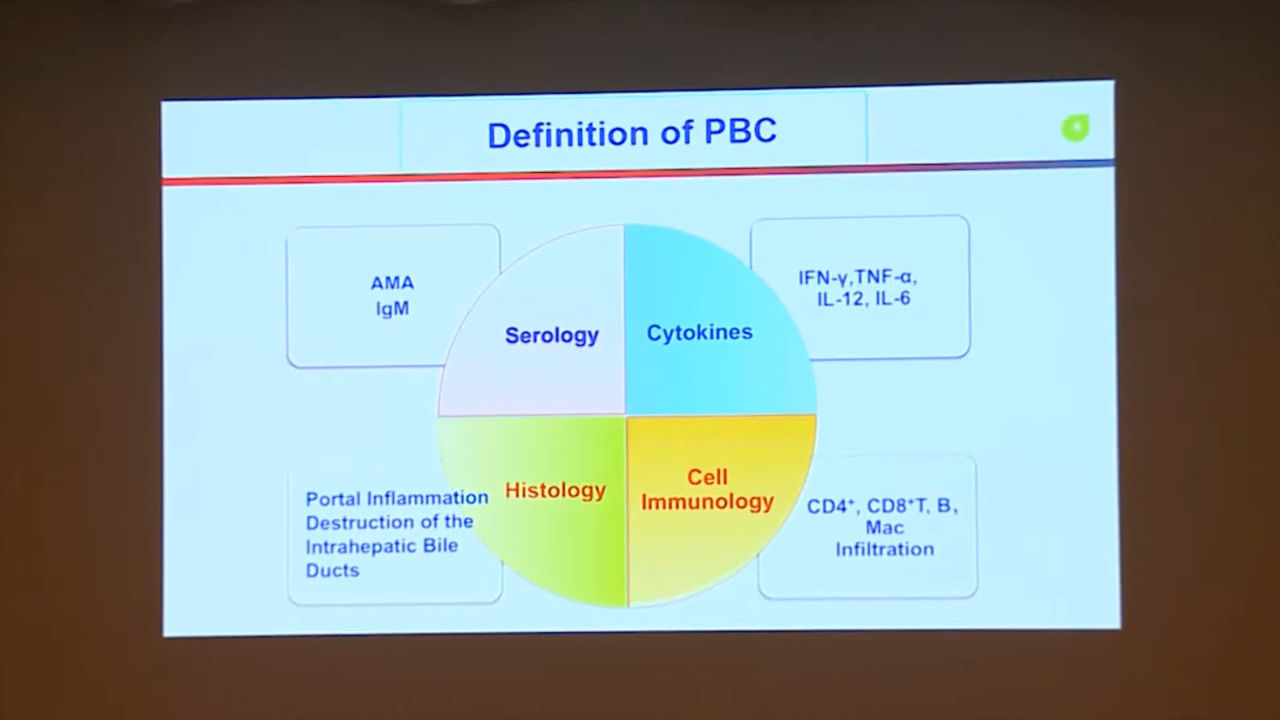 Definition of PBC
AMA
IgM
Serology
Cytokines
IFN-γ,TNF-α,
IL-12, IL-6
Portal Inflammation
Destruction of the
Intrahepatic Bile
Ducts
Histology
Cell
Immunology
CD4⁺, CD8⁺T, B,
Mac
Infiltration